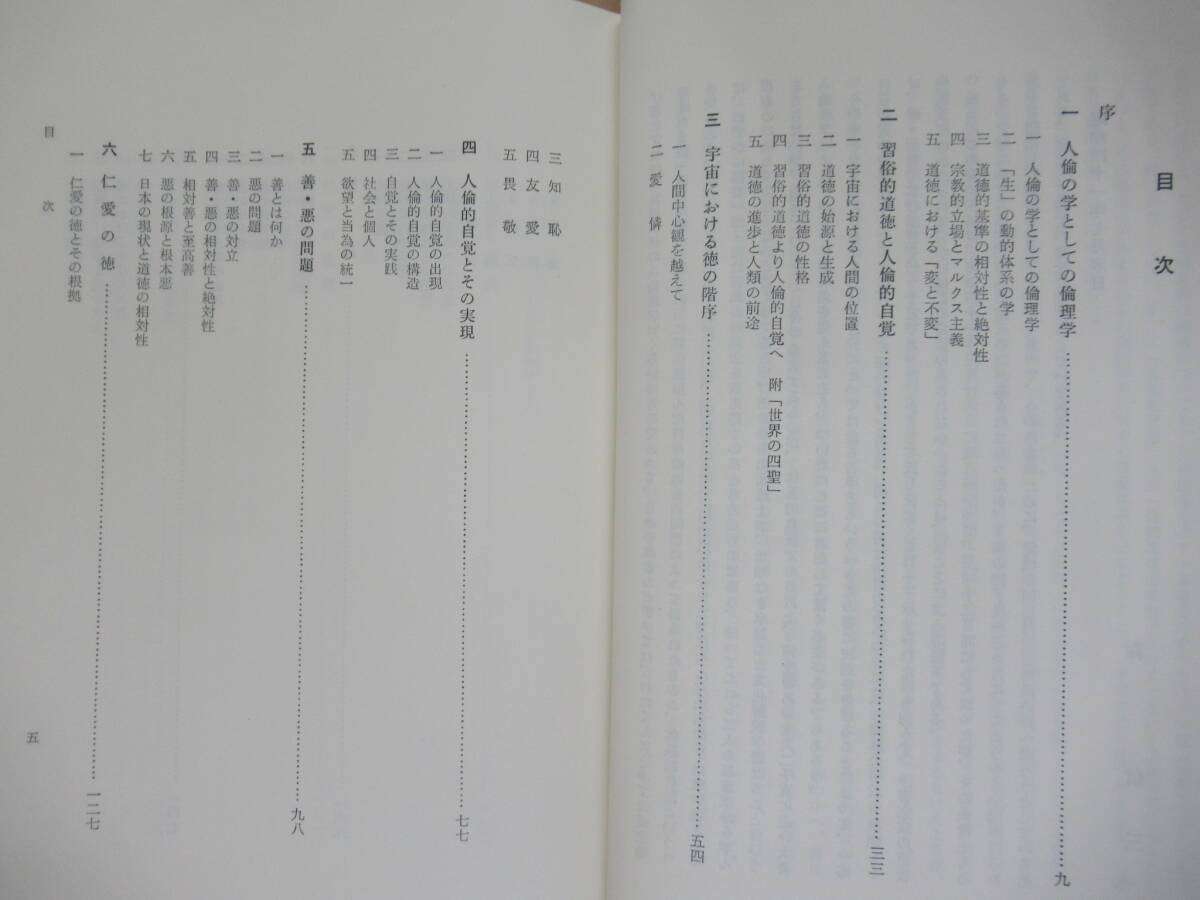 目次
序
一 人倫の学としての倫理学……九
一 人倫の学としての倫理学
二 「生」の動的体系の学
三 道徳的基準の相対性と絶対性
四 宗教的立場とマルクス主義
五 道徳における「変と不変」
二 習俗的道徳と人倫的自覚……三三
一 宇宙における人間の位置
二 道徳の始源と生成
三 習俗的道徳の性格
四 習俗的道徳より人倫的自覚へ 附「世界の四聖」
五 道徳の進歩と人類の前途
三 宇宙における徳の階序……五四
一 人間中心観を越えて
二 愛憐
三 知恥
四 友愛
五 畏敬
四 人倫的自覚とその実現……七七
一 人倫的自覚の出現
二 人倫的自覚の構造
三 自覚とその実践
四 社会と個人
五 欲望と当為の統一
五 善・悪の問題……九八
一 善とは何か
二 悪の問題
三 善・悪の対立
四 善・悪の相対性と絶対性
五 相対善と至高善
六 悪の根源と根本悪
七 日本の現状と道徳の相対性
六 仁愛の徳……一二七
一 仁愛の徳とその根拠
目次
五